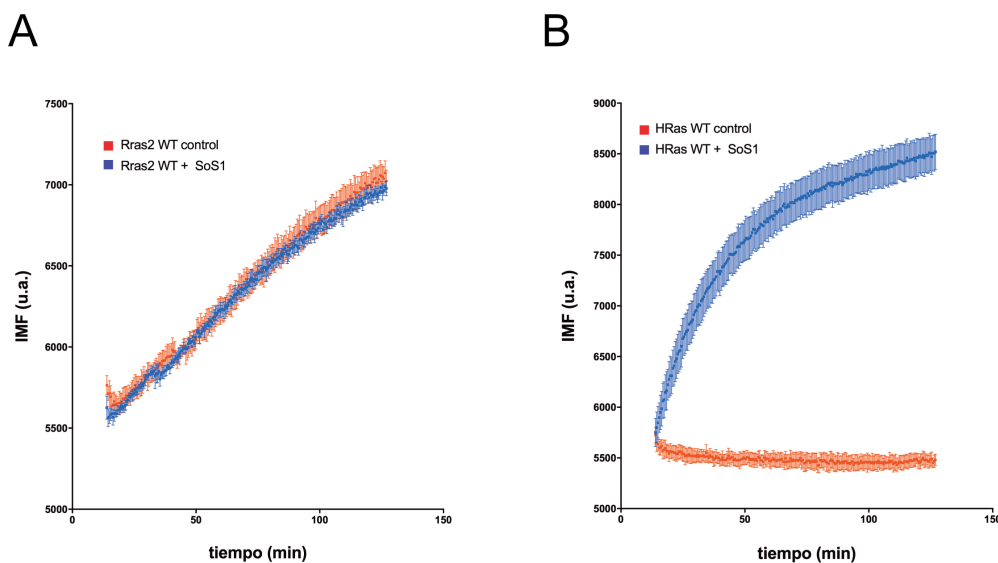 A
B
7500
7000
6500
6000
5500
5000
IMF (u.a.)
Rras2 WT control
Rras2 WT + SoS1
0
50
100
150
tiempo (min)
9000
8500
8000
7500
7000
6500
6000
5500
5000
IMF (u.a.)
HRas WT control
HRas WT + SoS1
0
50
100
150
tiempo (min)